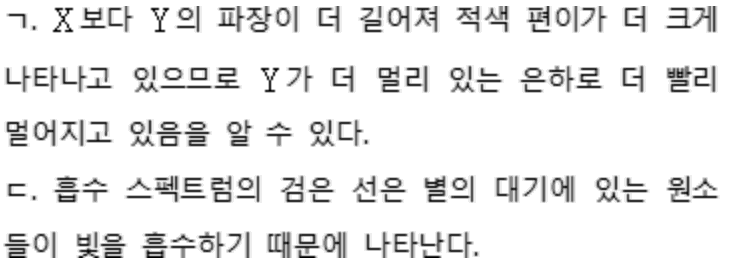 ㄱ. X보다 Y의 파장이 더 길어져 적색 편이가 더 크게
나타나고 있으므로 Y가 더 멀리 있는 은하로 더 빨리
멀어지고 있음을 알 수 있다.
ㄷ. 흡수 스펙트럼의 검은 선은 별의 대기에 있는 원소
들이 빛을 흡수하기 때문에 나타난다.